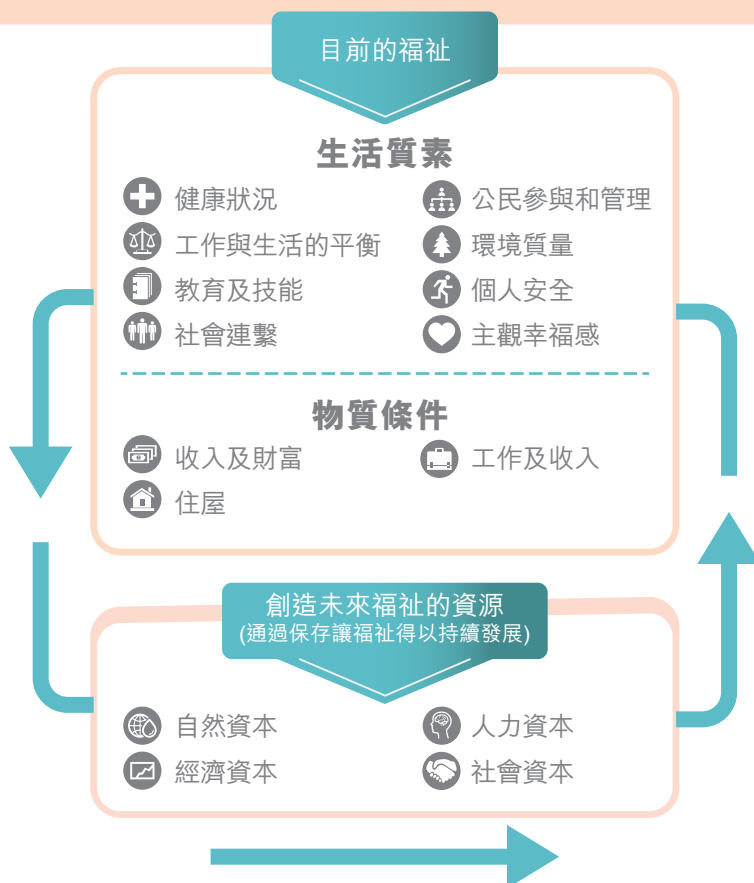 目前的福祉
生活質素
健康狀況
公民參與和管理
工作與生活的平衡
環境質量
教育及技能
個人安全
社會連繫
主觀幸福感
物質條件
收入及財富
工作及收入
住屋
創造未來福祉的資源
(通過保存讓福祉得以持續發展)
自然資本
人力資本
經濟資本
社會資本